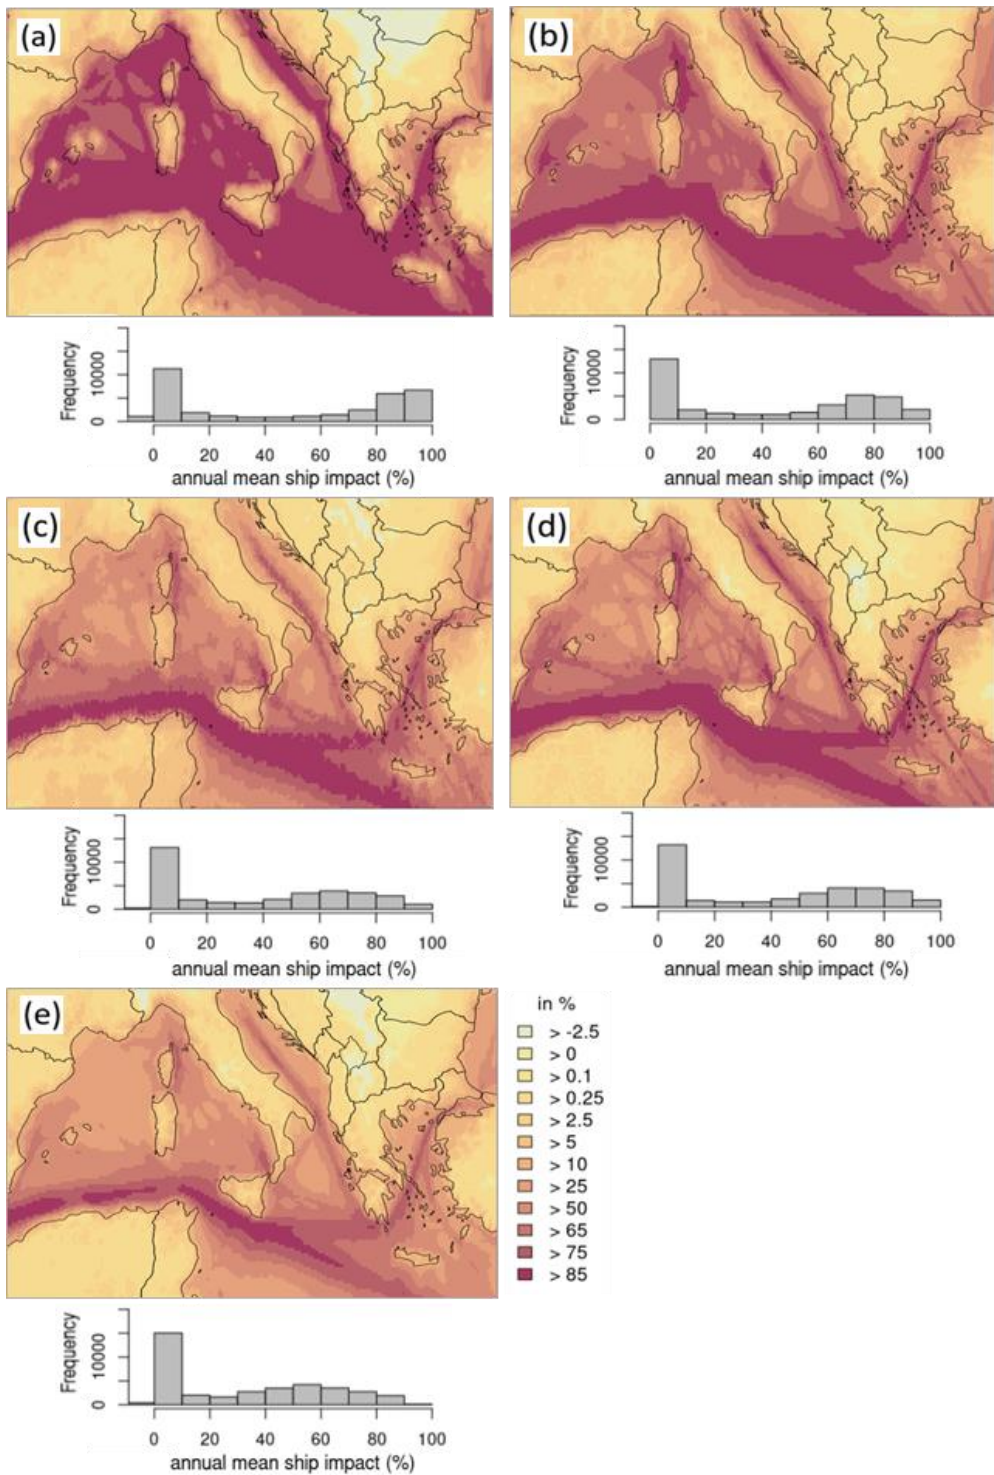 (a)
(b)
Frequency
0 10000
0 20 40 60 80 100
annual mean ship impact (%)
Frequency
0 10000
0 20 40 60 80 100
annual mean ship impact (%)
(c)
(d)
Frequency
0 10000
0 20 40 60 80 100
annual mean ship impact (%)
Frequency
0 10000
0 20 40 60 80 100
annual mean ship impact (%)
(e)
in %
> -2.5
> 0
> 0.1
> 0.25
> 2.5
> 5
> 10
> 25
> 50
> 65
> 75
> 85
Frequency
0 10000
0 20 40 60 80 100
annual mean ship impact (%)